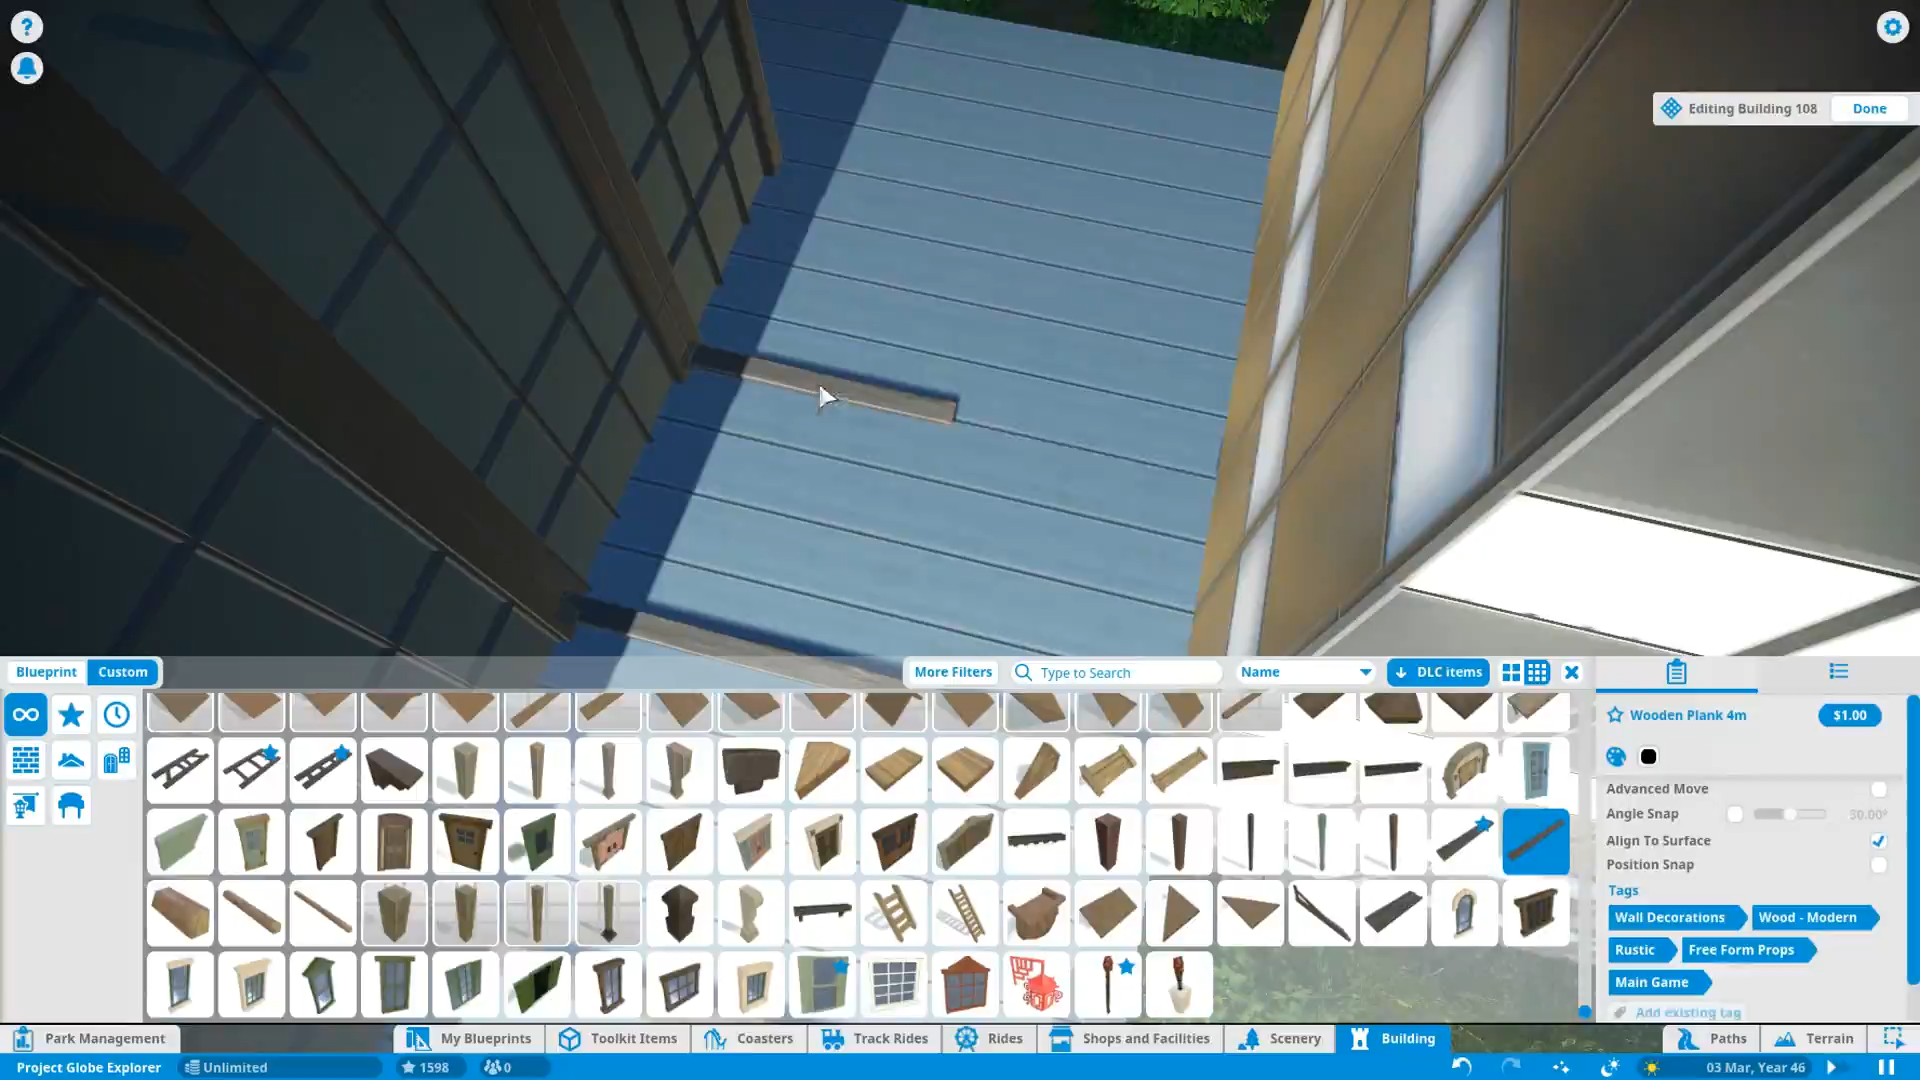 ?
Editing Building 108
Done
Blueprint
Custom
More Filters
Type to Search
Name
DLC items
Wooden Plank 4m
$1.00
Advanced Move
Angle Snap
30.00°
Align To Surface
Position Snap
Tags
Wall Decorations
Wood - Modern
Rustic
Free Form Props
Main Game
Add existing tag
Park Management
My Blueprints
Toolkit Items
Coasters
Track Rides
Rides
Shops and Facilities
Scenery
Building
Paths
Terrain
Project Globe Explorer
Unlimited
1598
0
03 Mar, Year 46